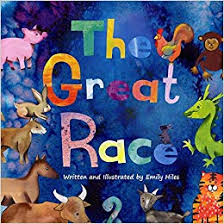 The
Great
Race
Written and Illustrated by Emily Hiles